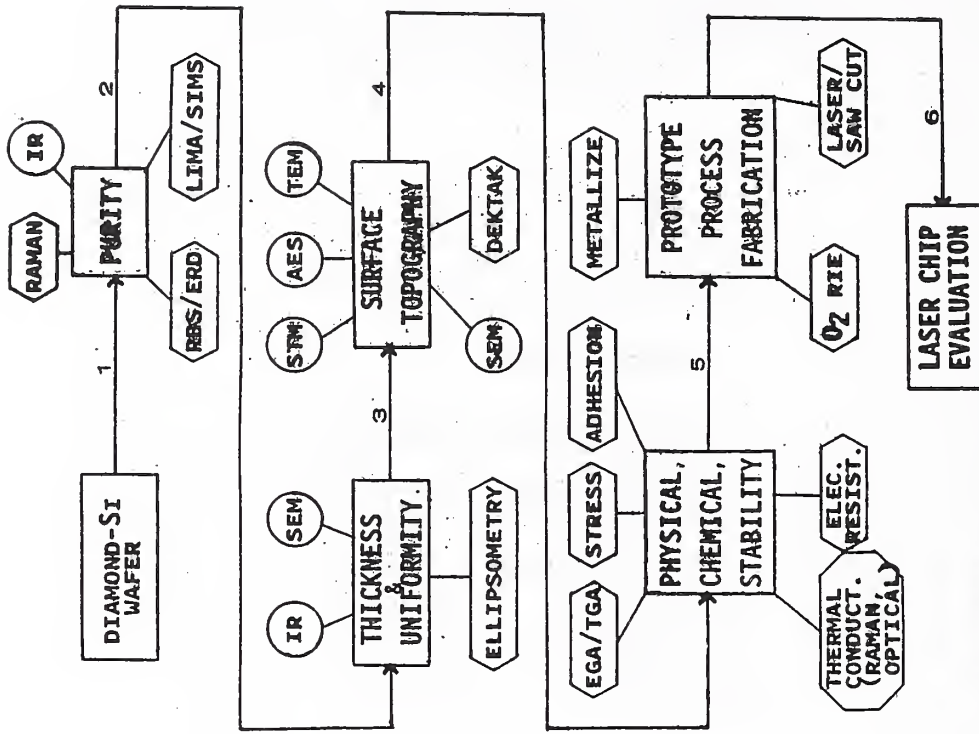 DIAMOND-Si
WAFER
1
RAMAN
IR
PURITY
RBS/ERD
LIMA/SIMS
2
IR
SEM
THICKNESS
&
UNIFORMITY.
ELLIPSOMETRY
3
STM
AES
TEM
SURFACE
TOPOGRAPHY
SEM
DEKTAK
4
EGA/TGA
STRESS
ADHESION
PHYSICAL,
CHEMICAL,
STABILITY
THERMAL
CONDUCT.
(RAMAN,
OPTICAL)
ELEC.
RESIST.
5
METALLIZE
PROTOTYPE
PROCESS
FABRICATION
O2 RIE
LASER/
SAW CUT
6
LASER CHIP
EVALUATION